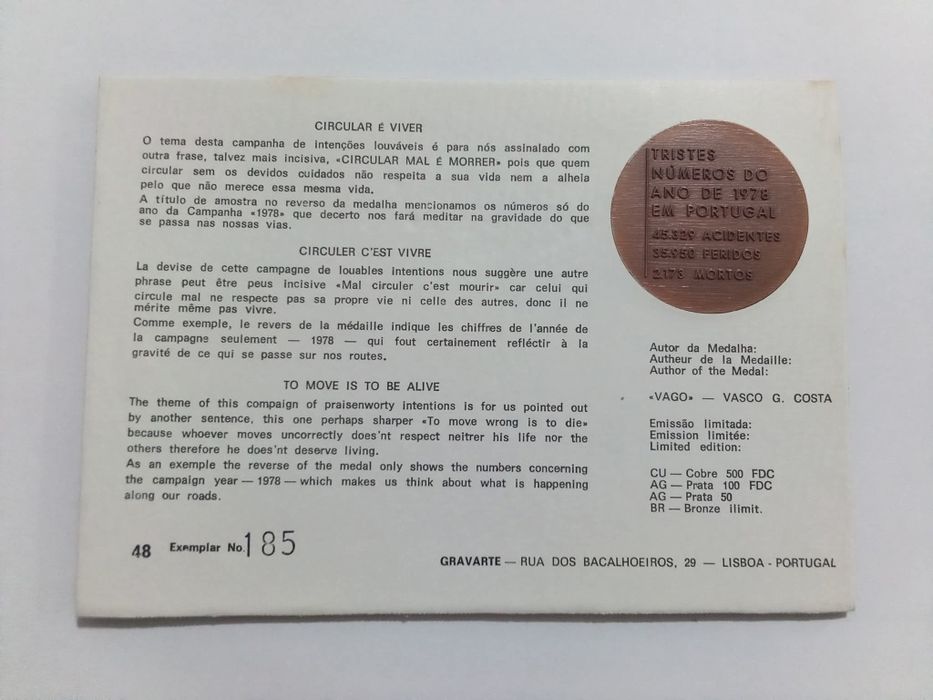 CIRCULAR É VIVER
O tema desta campanha de intenções louváveis é para nós assinalado com
outra frase, talvez mais incisiva, «CIRCULAR MAL É MORRER» pois que quem
circular sem os devidos cuidados não respeita a sua vida nem a alheia
pelo que não merece essa mesma vida.
A título de amostra no reverso da medalha mencionamos os números só do
ano da Campanha «1978» que decerto nos fará meditar na gravidade do que
se passa nas nossas vias.
CIRCULER C'EST VIVRE
La devise de cette campagne de louables intentions nous suggère une autre
phrase peut être peus incisive «Mal circuler c'est mourir» car celui qui
circule mal ne respecte pas sa propre vie ni celle des autres, donc il ne
mérite même pas vivre.
Comme exemple, le revers de la médaille indique les chiffres de l'année de
la campagne seulement — 1978 — qui fout certainement refléctir à la
gravité de ce qui se passe sur nos routes.
TO MOVE IS TO BE ALIVE
The theme of this compaign of praisenworty intentions is for us pointed out
by another sentence, this one perhaps sharper «To move wrong is to die»
because whoever moves uncorrectly does'nt respect neitrer his life nor the
others therefore he does'nt deserve living.
As an exemple the reverse of the medal only shows the numbers concerning
the campaign year — 1978 — which makes us think about what is happening
along our roads.
48 Exemplar No. 185
TRISTES
NÚMEROS DO
ANO DE 1978
EM PORTUGAL
45.329 ACIDENTES
35.950 FERIDOS
2.173 MORTOS
Autor da Medalha:
Autheur de la Medaille:
Author of the Medal:
«VAGO» — VASCO G. COSTA
Emissão limitada:
Emission limitée:
Limited edition:
CU — Cobre 500 FDC
AG — Prata 100 FDC
AG — Prata 50
BR — Bronze ilimit.
GRAVARTE — RUA DOS BACALHOEIROS, 29 — LISBOA - PORTUGAL